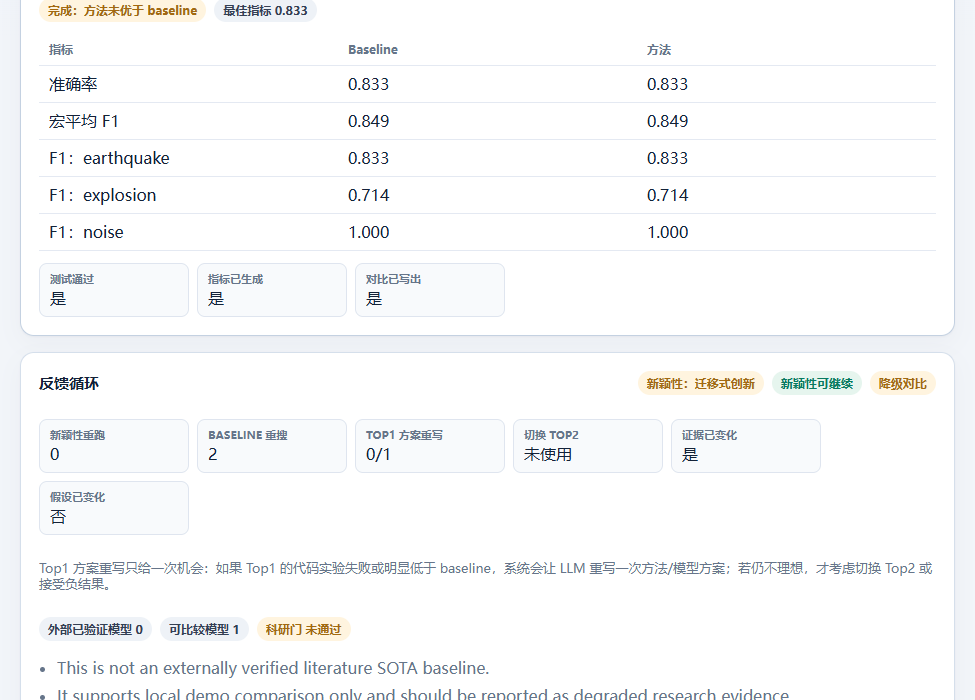 完成：方法未优于 baseline 最佳指标 0.833
指标 Baseline 方法
准确率 0.833 0.833
宏平均 F1 0.849 0.849
F1：earthquake 0.833 0.833
F1：explosion 0.714 0.714
F1：noise 1.000 1.000
测试通过 指标已生成 对比已写出
是 是 是
反馈循环 新颖性：迁移式创新 新颖性可继续 降级对比
新颖性重跑 BASELINE 重搜 TOP1 方案重写 切换 TOP2 证据已变化
0 2 0/1 未使用 是
假设已变化
否
Top1 方案重写只给一次机会：如果 Top1 的代码实验失败或明显低于 baseline，系统会让 LLM 重写一次方法/模型方案；若仍不理想，才考虑切换 Top2 或
接受负结果。
外部已验证模型 0 可比较模型 1 科研门 未通过
• This is not an externally verified literature SOTA baseline.
• It supports local demo comparison only and should be reported as degraded research evidence.